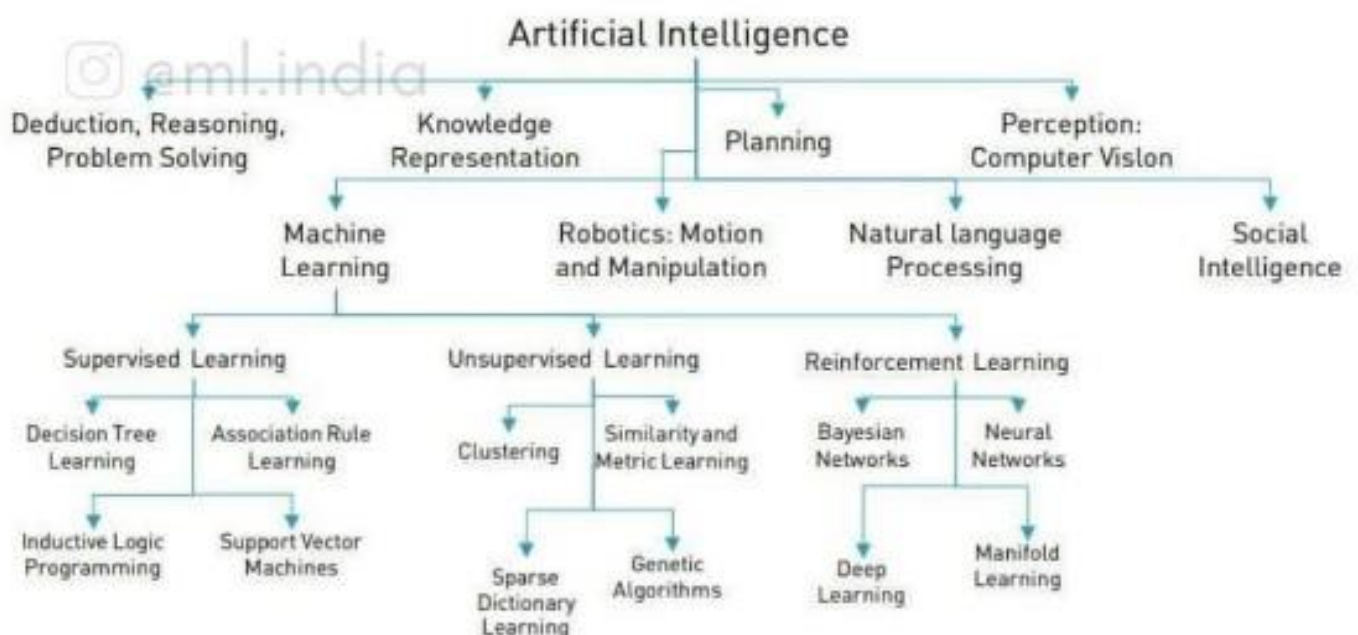 Artificial Intelligence
@ml.india
Deduction, Reasoning,
Problem Solving
Knowledge
Representation
Planning
Perception:
Computer Vislon
Machine
Learning
Robotics: Motion
and Manipulation
Natural language
Processing
Social
Intelligence
Supervised Learning
Unsupervised Learning
Reinforcement Learning
Decision Tree
Learning
Association Rule
Learning
Clustering
Similarity and
Metric Learning
Bayesian
Networks
Neural
Networks
Inductive Logic
Programming
Support Vector
Machines
Sparse
Dictionary
Learning
Genetic
Algorithms
Deep
Learning
Manifold
Learning